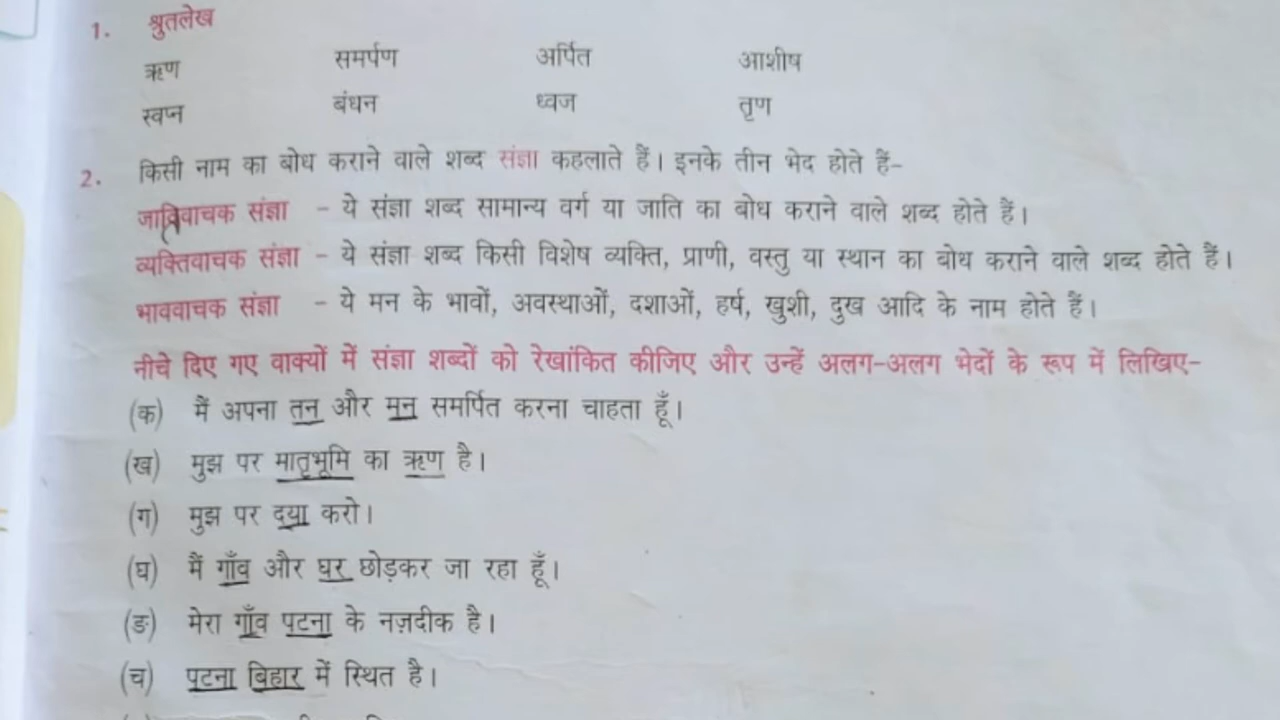 1. श्रुतलेख
ऋण समर्पण अर्पित आशीष
स्वप्न बंधन ध्वज तृण
2. किसी नाम का बोध कराने वाले शब्द संज्ञा कहलाते हैं। इनके तीन भेद होते हैं-
जातिवाचक संज्ञा - ये संज्ञा शब्द सामान्य वर्ग या जाति का बोध कराने वाले शब्द होते हैं।
व्यक्तिवाचक संज्ञा - ये संज्ञा शब्द किसी विशेष व्यक्ति, प्राणी, वस्तु या स्थान का बोध कराने वाले शब्द होते हैं।
भाववाचक संज्ञा - ये मन के भावों, अवस्थाओं, दशाओं, हर्ष, खुशी, दुख आदि के नाम होते हैं।
नीचे दिए गए वाक्यों में संज्ञा शब्दों को रेखांकित कीजिए और उन्हें अलग-अलग भेदों के रूप में लिखिए-
(क) मैं अपना तन और मन समर्पित करना चाहता हूँ।
(ख) मुझ पर मातृभूमि का ऋण है।
(ग) मुझ पर दया करो।
(घ) मैं गाँव और घर छोड़कर जा रहा हूँ।
(ङ) मेरा गाँव पटना के नज़दीक है।
(च) पटना बिहार में स्थित है।